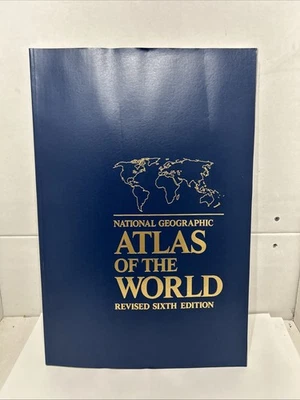 NATIONAL GEOGRAPHIC
ATLAS
OF THE
WORLD
REVISED SIXTH EDITION